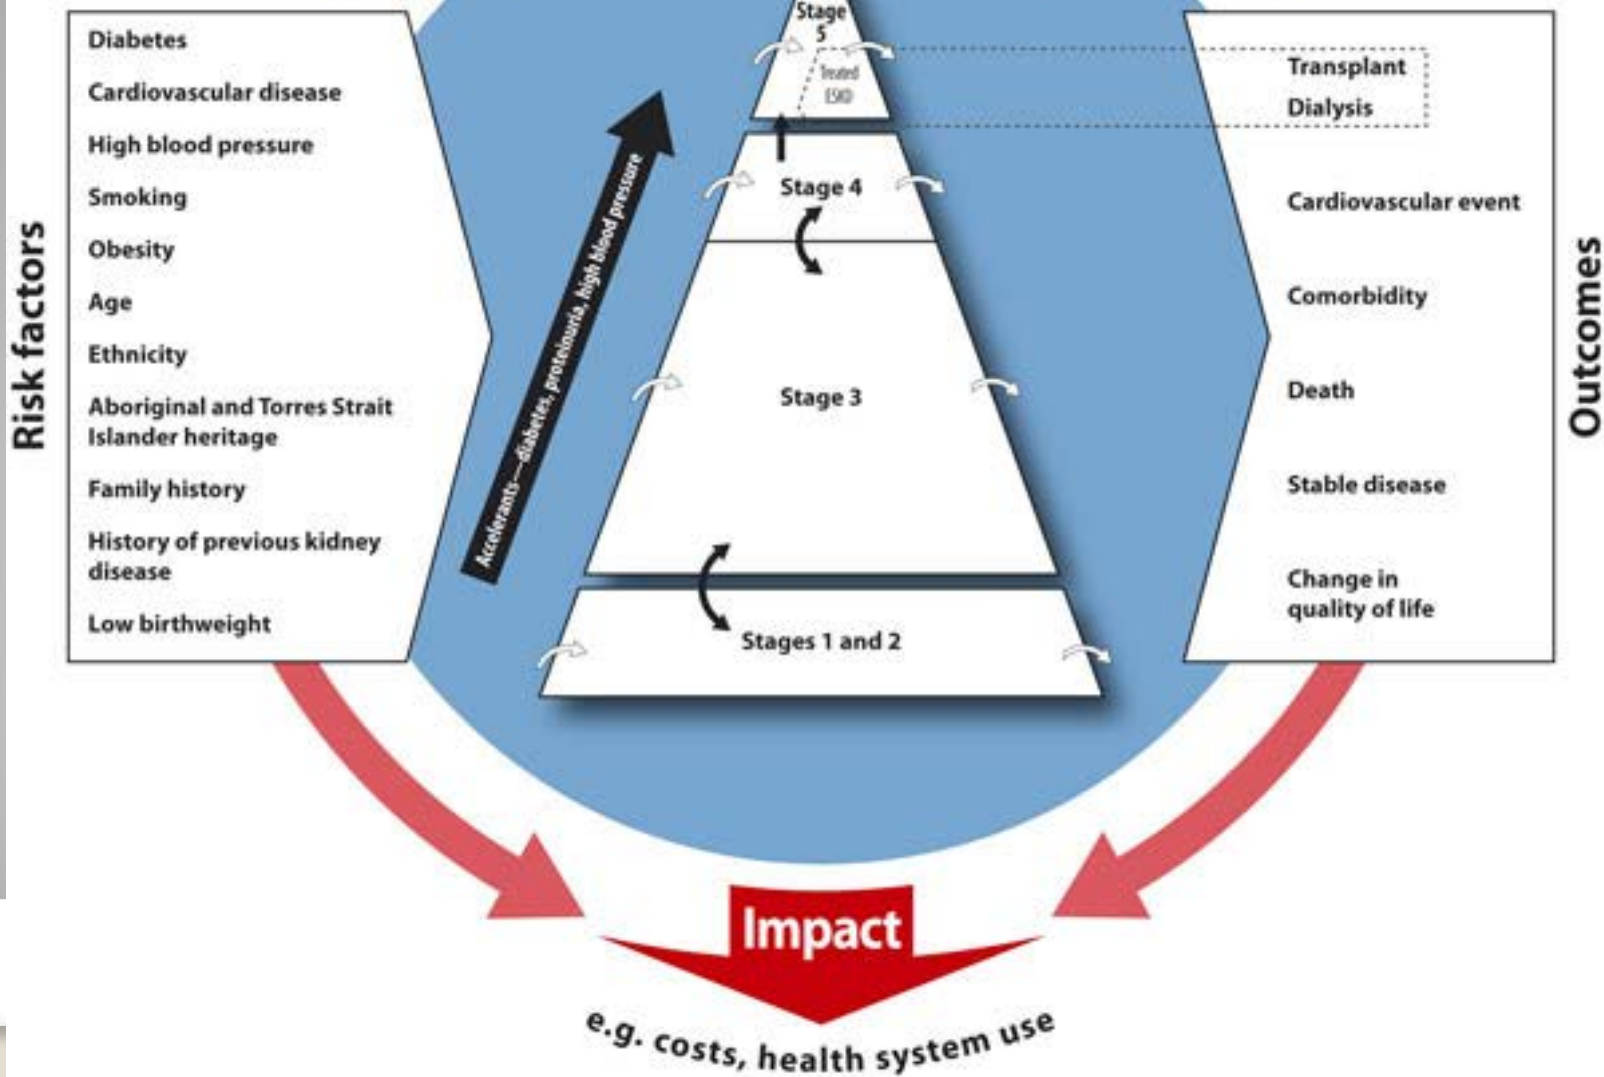 Risk factors
Diabetes
Cardiovascular disease
High blood pressure
Smoking
Obesity
Age
Ethnicity
Aboriginal and Torres Strait
Islander heritage
Family history
History of previous kidney
disease
Low birthweight
Accelerants—diabetes, proteinuria, high blood pressure
Stage
5
Treated
ESKD
Stage 4
Stage 3
Stages 1 and 2
Transplant
Dialysis
Cardiovascular event
Comorbidity
Death
Stable disease
Change in
quality of life
Outcomes
Impact
e.g. costs, health system use